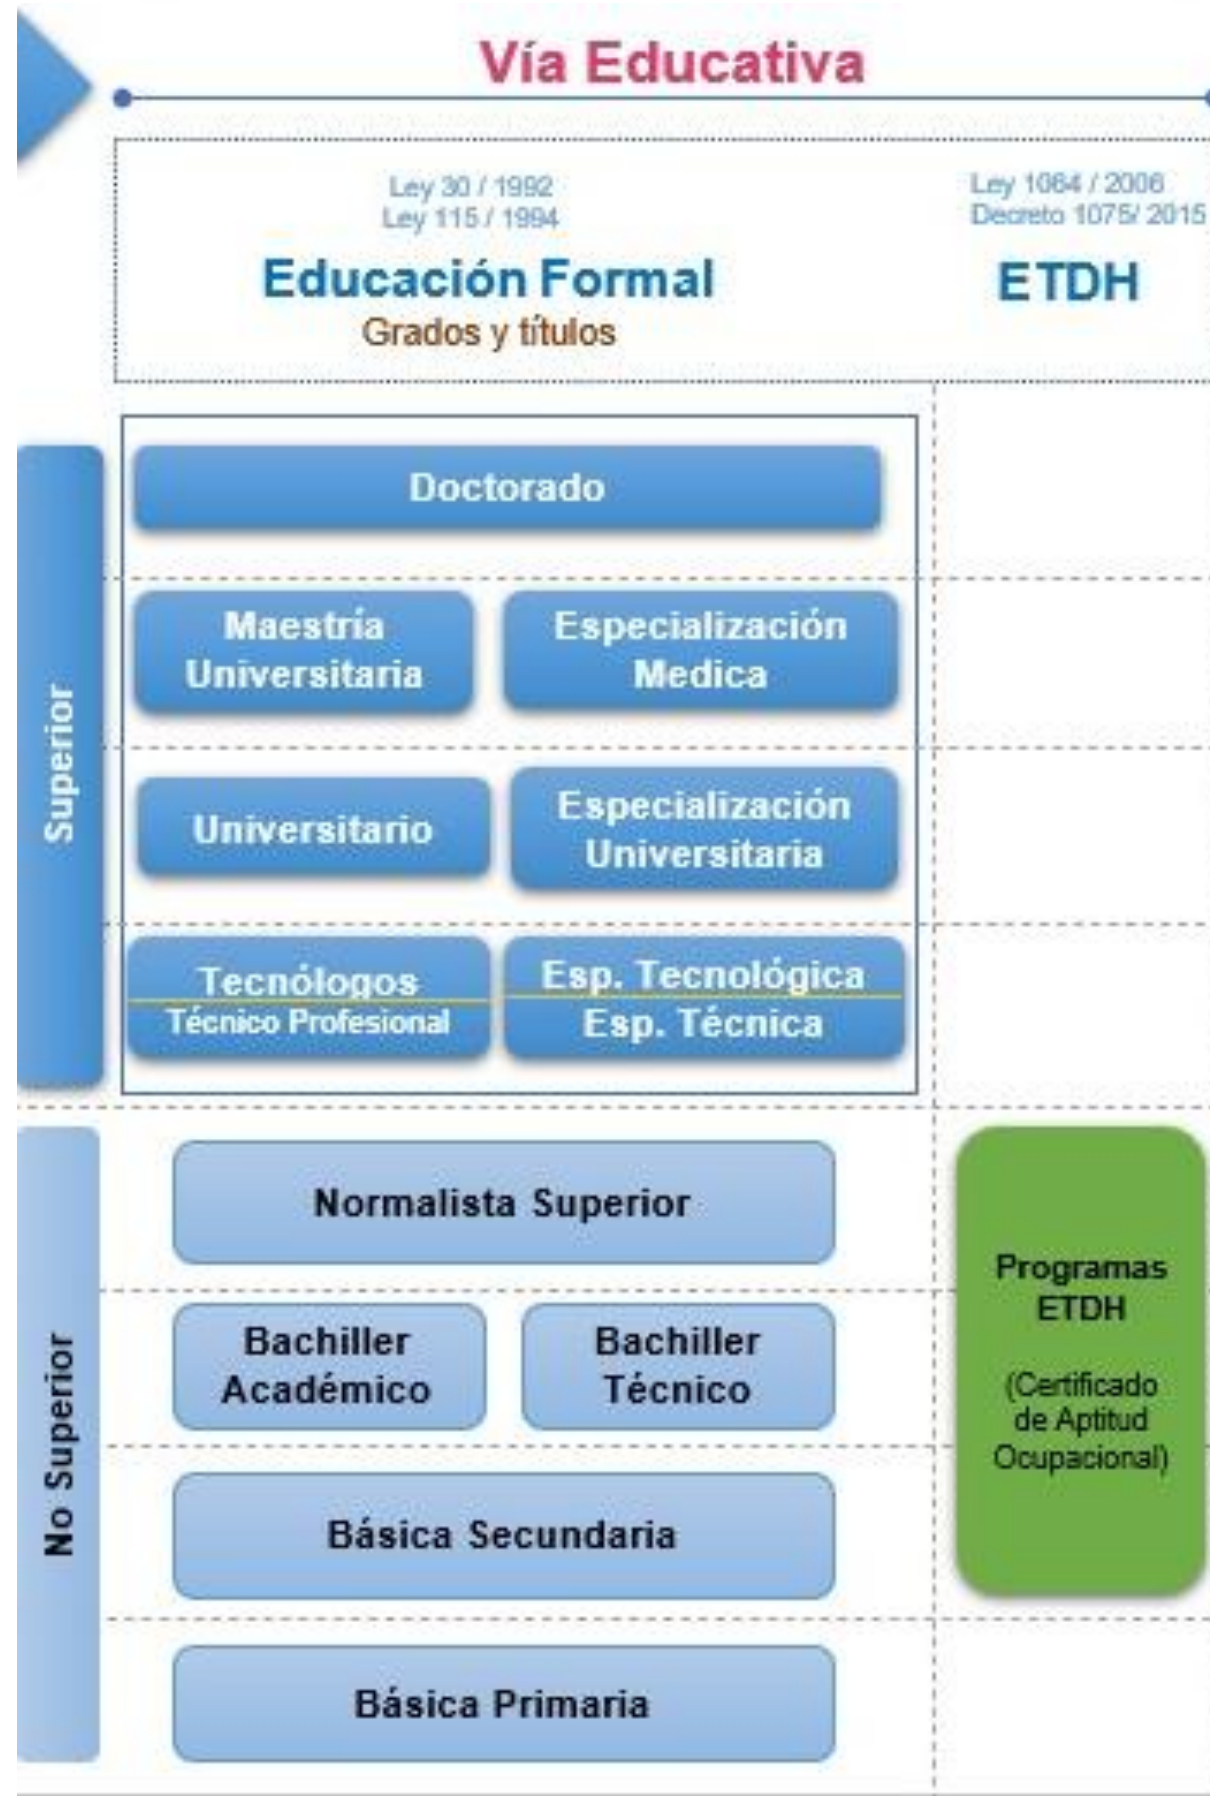 Vía Educativa
Ley 30 / 1992
Ley 115 / 1994
Educación Formal
Grados y títulos
Ley 1064 / 2006
Decreto 1075/ 2015
ETDH
Superior
Doctorado
Maestría
Universitaria
Especialización
Medica
Universitario
Especialización
Universitaria
Tecnólogos
Técnico Profesional
Esp. Tecnológica
Esp. Técnica
No Superior
Normalista Superior
Bachiller
Académico
Bachiller
Técnico
Básica Secundaria
Básica Primaria
Programas
ETDH
(Certificado
de Aptitud
Ocupacional)